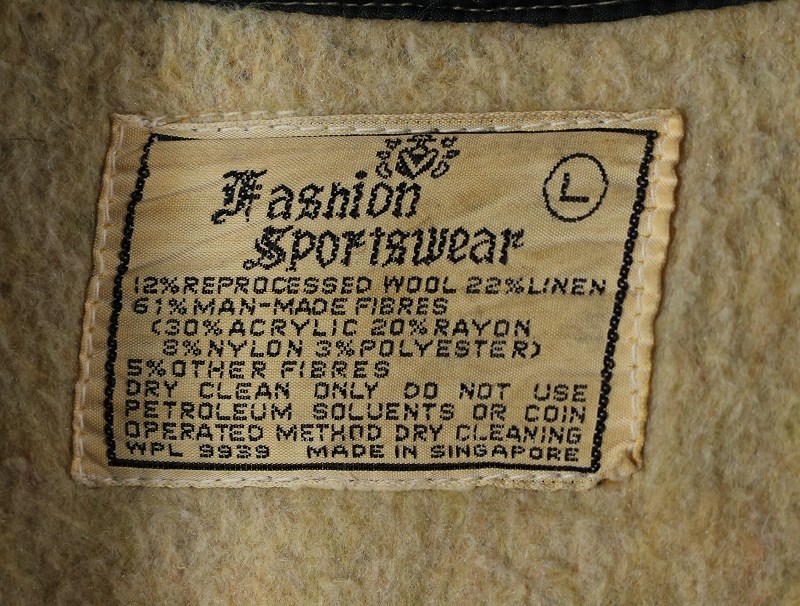 Fashion
L
Sportswear
12% REPROCESSED WOOL 22% LINEN
61% MAN-MADE FIBRES
(30% ACRYLIC 20% RAYON
8% NYLON 3% POLYESTER)
5% OTHER FIBRES
DRY CLEAN ONLY DO NOT USE
PETROLEUM SOLUENTS OR COIN
OPERATED METHOD DRY CLEANING
WPL 9939 MADE IN SINGAPORE